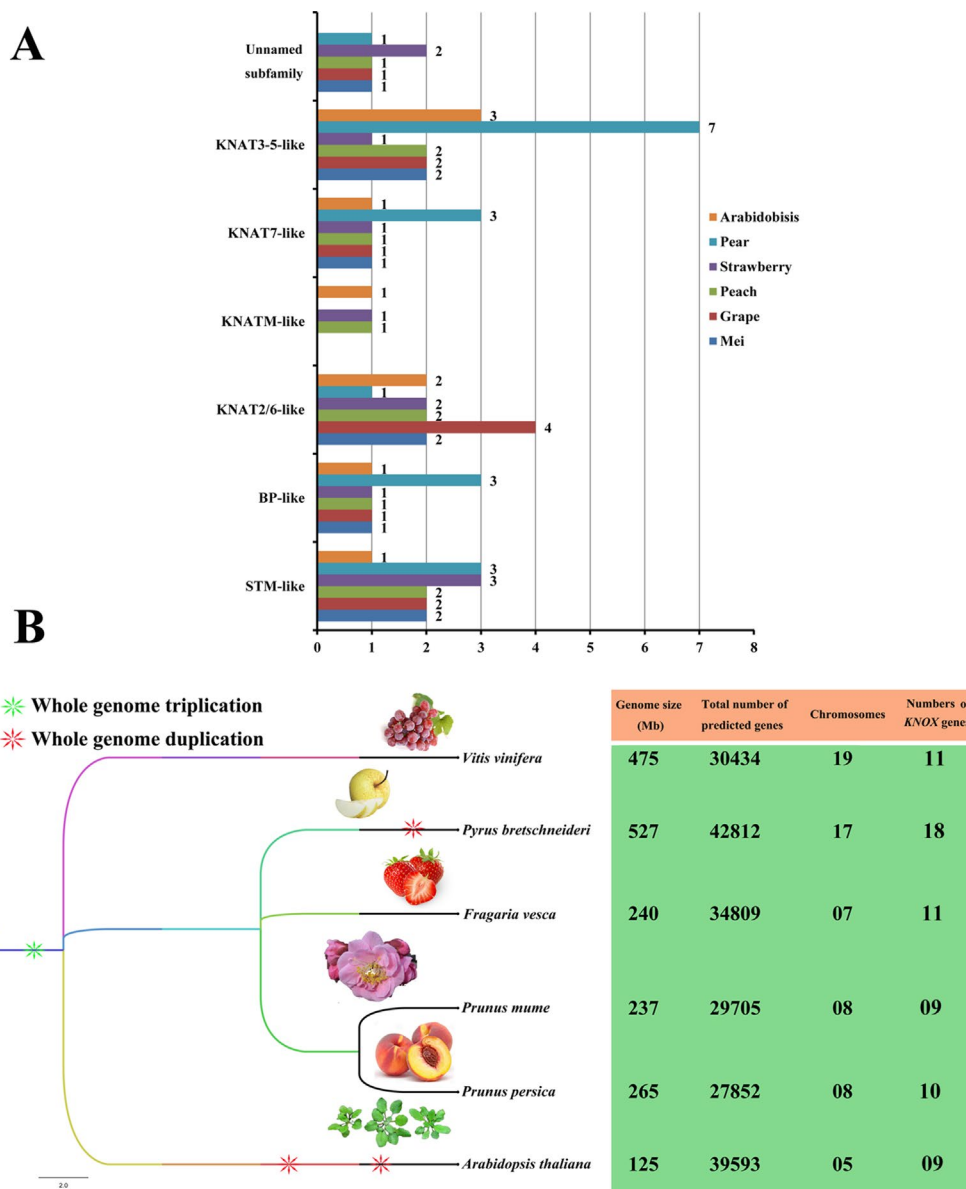 A
Unnamed
subfamily
1
2
1
1
1
KNAT3-5-like
3
7
1
2
2
2
KNAT7-like
1
3
1
1
1
1
KNATM-like
1
1
1
KNAT2/6-like
2
1
2
2
4
2
BP-like
1
3
1
1
1
1
STM-like
1
3
3
2
2
2
0 1 2 3 4 5 6 7 8
Arabidobisis
Pear
Strawberry
Peach
Grape
Mei
B
Whole genome triplication
Whole genome duplication
Genome size (Mb) Total number of predicted genes Chromosomes Numbers o KNOX gene
Vitis vinifera 475 30434 19 11
Pyrus bretschneideri 527 42812 17 18
Fragaria vesca 240 34809 07 11
Prunus mume 237 29705 08 09
Prunus persica 265 27852 08 10
Arabidopsis thaliana 125 39593 05 09
2.0